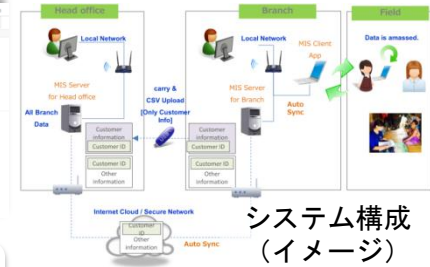 Head office
Local Network
MIS Server
for Head office
All Branch
Data
Customer
information
Customer ID
Customer ID
Other
information
carry &
CSV Upload
[Only Customer
Info]
Branch
Local Network
MIS Client
App
MIS Server
for Branch
Auto
Sync
Customer
information
Customer ID
Customer ID
Other
information
Field
Data is amassed.
Internet Cloud / Secure Network
Customer
ID
Other
information
Auto Sync
システム構成
(イメージ)